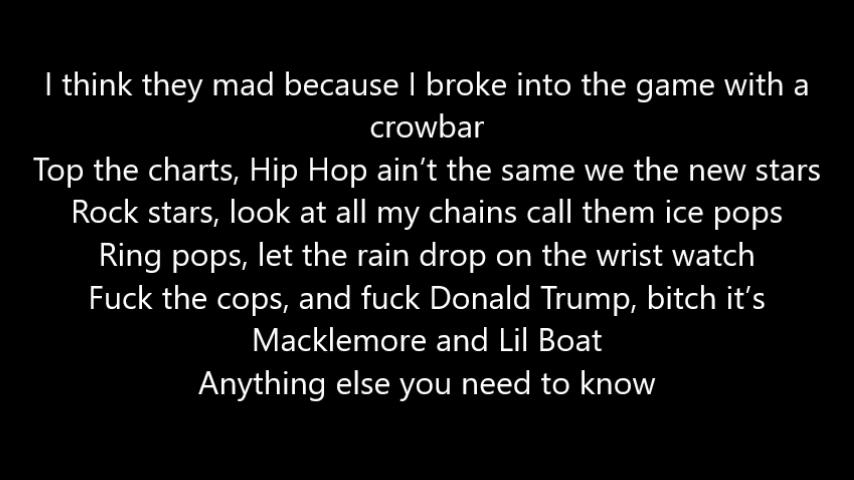 I think they mad because I broke into the game with a
crowbar
Top the charts, Hip Hop ain’t the same we the new stars
Rock stars, look at all my chains call them ice pops
Ring pops, let the rain drop on the wrist watch
Fuck the cops, and fuck Donald Trump, bitch it’s
Macklemore and Lil Boat
Anything else you need to know